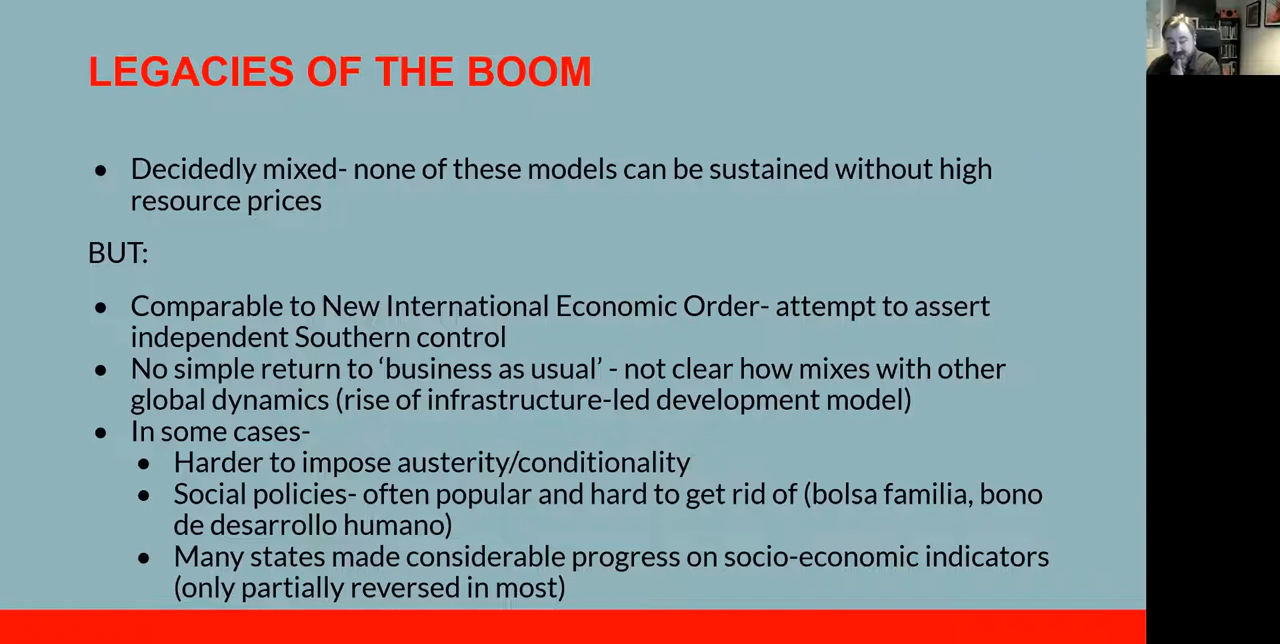 LEGACIES OF THE BOOM
● Decidedly mixed- none of these models can be sustained without high
resource prices
BUT:
● Comparable to New International Economic Order- attempt to assert
independent Southern control
● No simple return to ‘business as usual’ - not clear how mixes with other
global dynamics (rise of infrastructure-led development model)
● In some cases-
● Harder to impose austerity/conditionality
● Social policies- often popular and hard to get rid of (bolsa familia, bono
de desarrollo humano)
● Many states made considerable progress on socio-economic indicators
(only partially reversed in most)